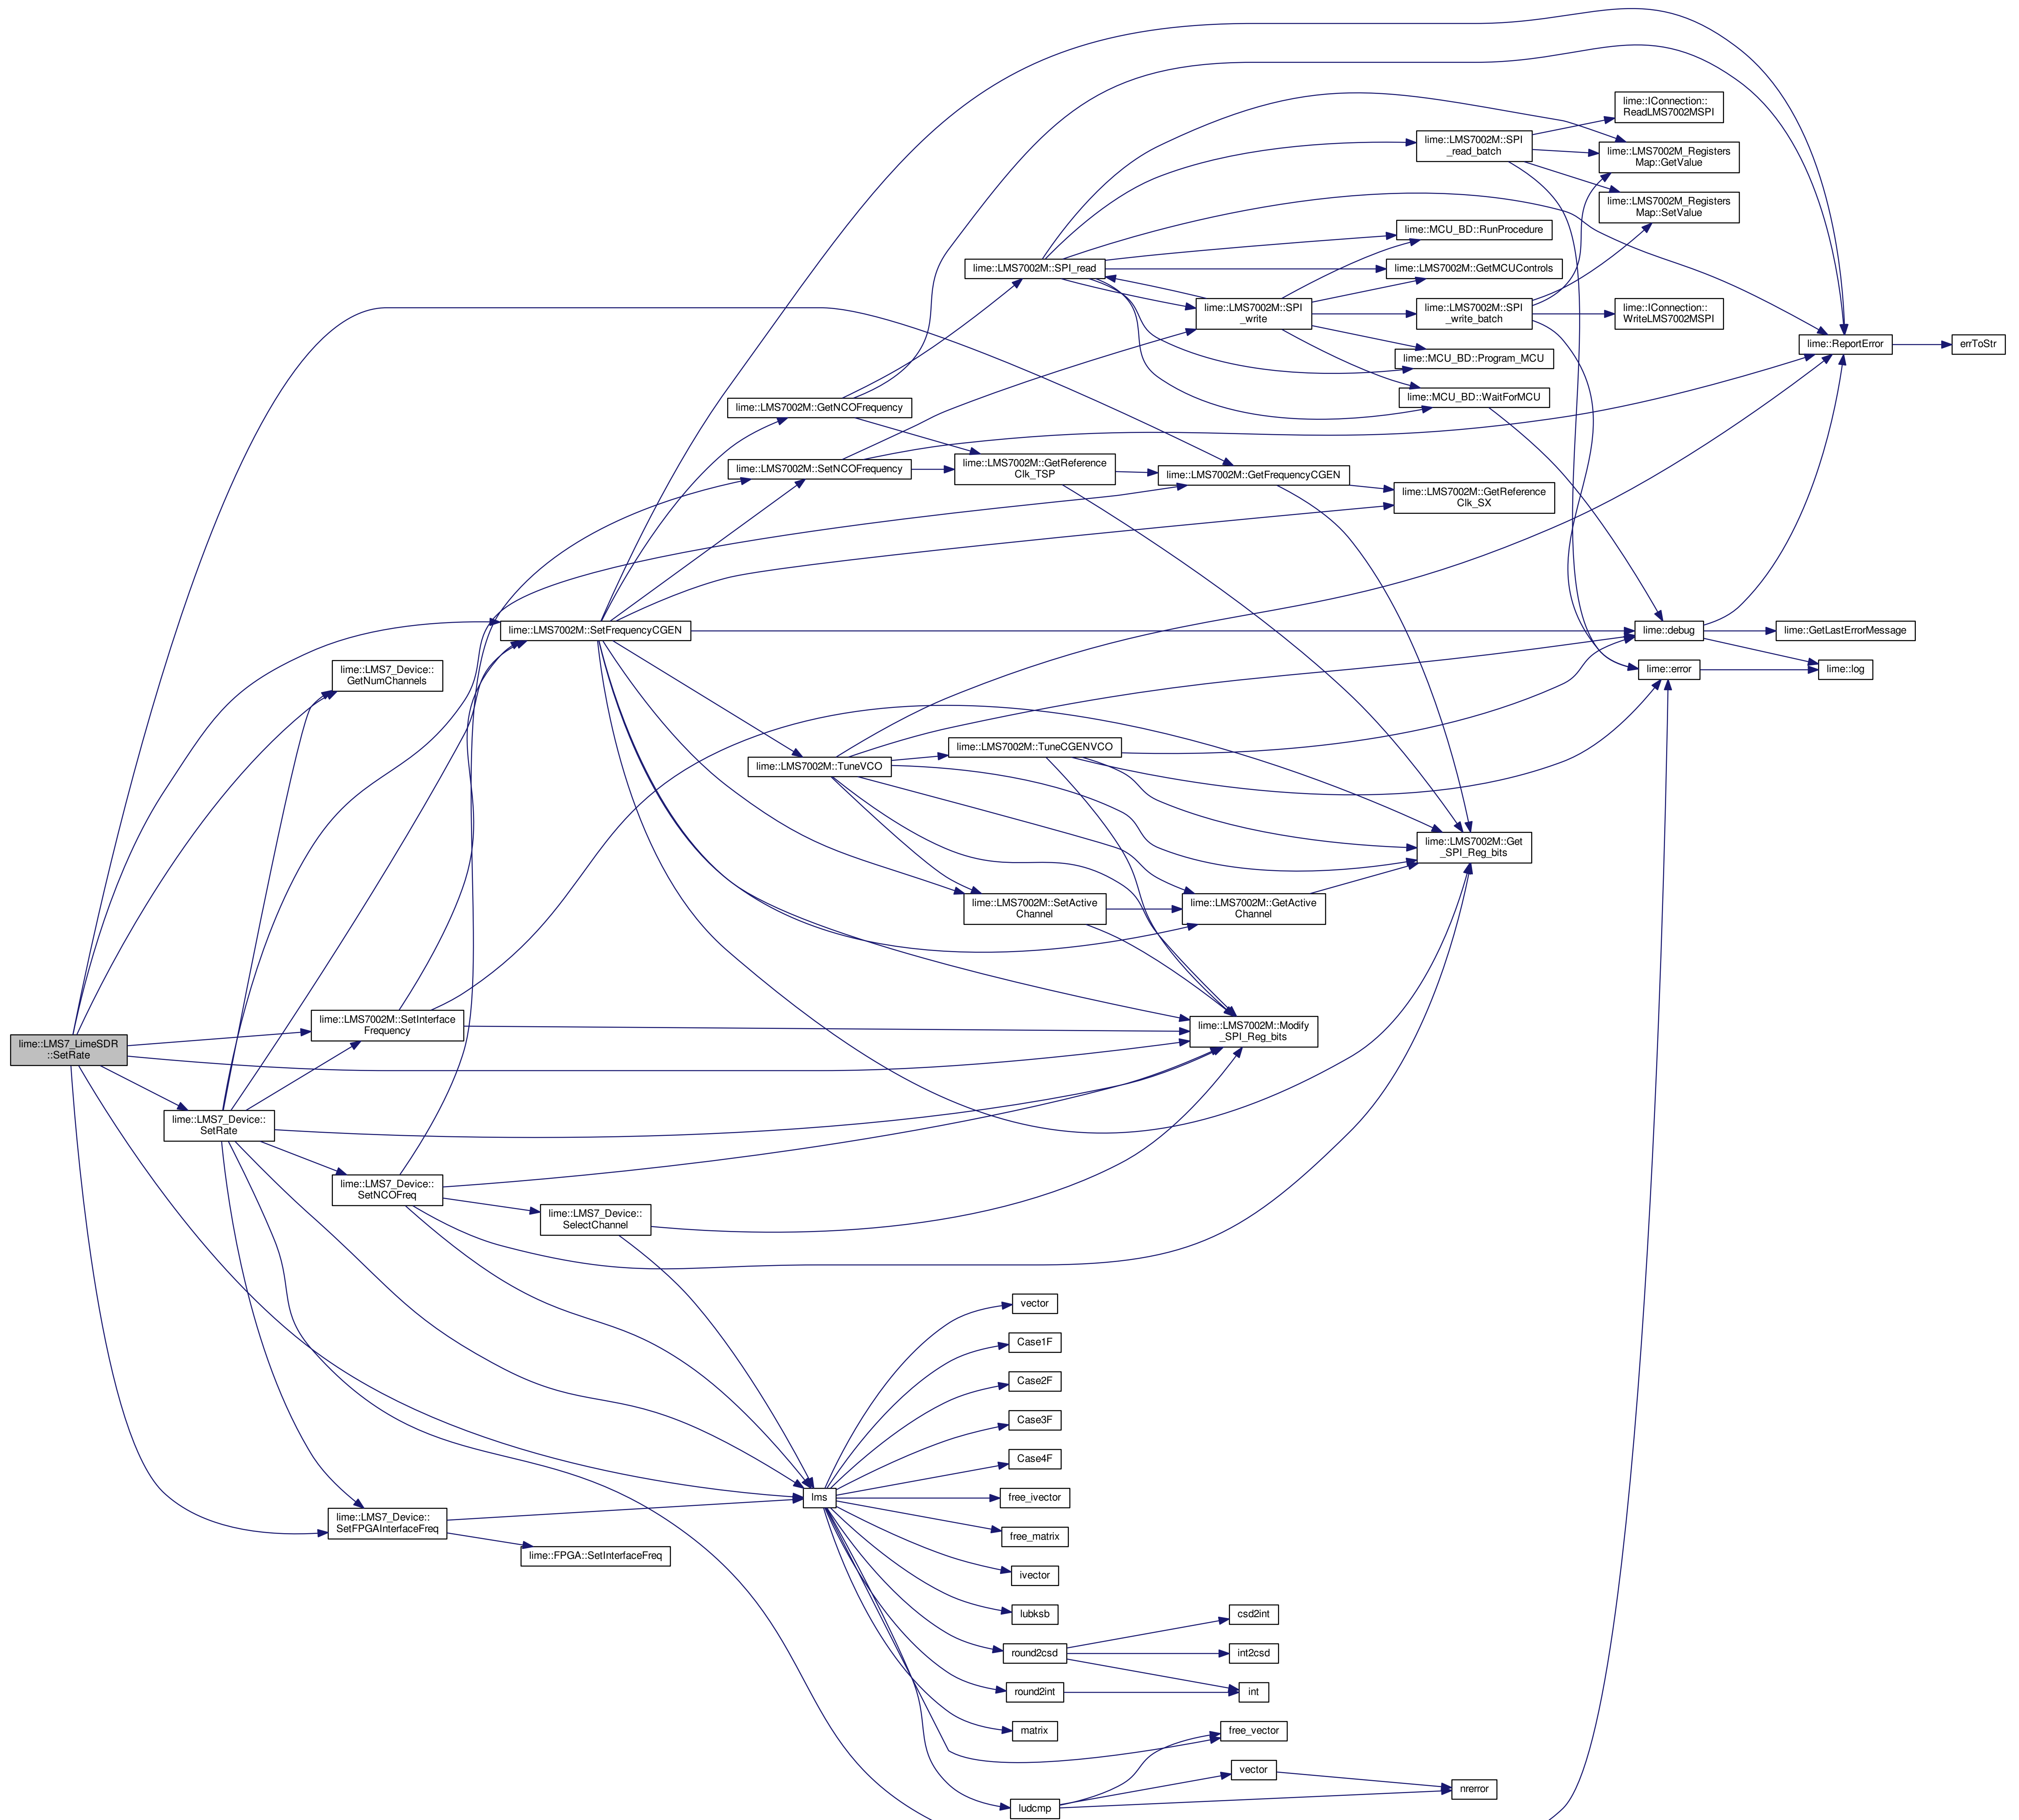 lime::IConnection::
ReadLMS7002MSPI
lime::LMS7002M::SPI
_read_batch
lime::LMS7002M_Registers
Map::GetValue
lime::LMS7002M_Registers
Map::SetValue
lime::MCU_BD::RunProcedure
lime::LMS7002M::SPI_read
lime::LMS7002M::GetMCUControls
lime::LMS7002M::SPI
_write
lime::LMS7002M::SPI
_write_batch
lime::IConnection::
WriteLMS7002MSPI
lime::ReportError
errToStr
lime::MCU_BD::Program_MCU
lime::MCU_BD::WaitForMCU
lime::LMS7002M::GetNCOFrequency
lime::LMS7002M::SetNCOFrequency
lime::LMS7002M::GetReference
Clk_TSP
lime::LMS7002M::GetFrequencyCGEN
lime::LMS7002M::GetReference
Clk_SX
lime::LMS7002M::SetFrequencyCGEN
lime::debug
lime::GetLastErrorMessage
lime::LMS7_Device::
GetNumChannels
lime::error
lime::log
lime::LMS7002M::TuneCGENVCO
lime::LMS7002M::TuneVCO
lime::LMS7002M::Get
_SPI_Reg_bits
lime::LMS7002M::SetActive
Channel
lime::LMS7002M::GetActive
Channel
lime::LMS7002M::SetInterface
Frequency
lime::LMS7002M::Modify
_SPI_Reg_bits
lime::LMS7_LimeSDR
::SetRate
lime::LMS7_Device::
SetRate
lime::LMS7_Device::
SetNCOFreq
lime::LMS7_Device::
SelectChannel
vector
Case1F
Case2F
Case3F
Case4F
lms
free_ivector
lime::LMS7_Device::
SetFPGAInterfaceFreq
free_matrix
lime::FPGA::SetInterfaceFreq
ivector
lubksb
csd2int
round2csd
int2csd
round2int
int
matrix
free_vector
vector
nrerror
ludcmp